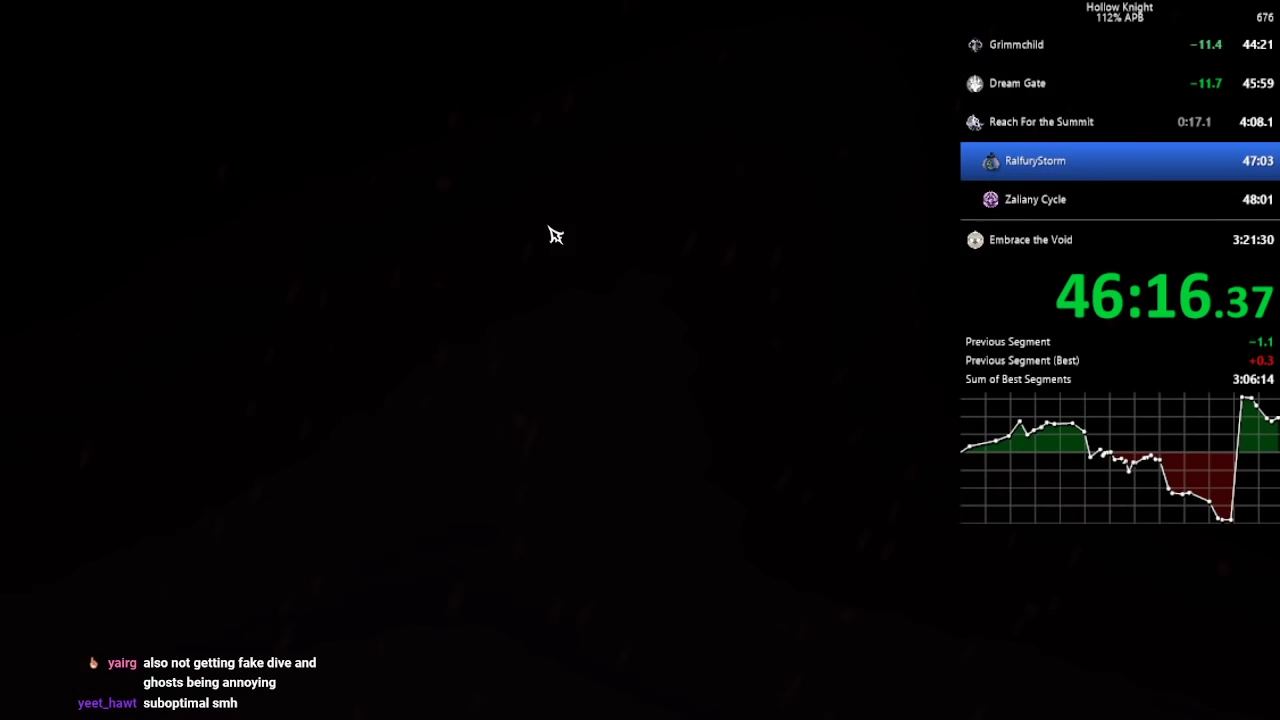 Hollow Knight
112% APB 676
Grimmchild -11.4 44:21
Dream Gate -11.7 45:59
Reach For the Summit 0:17.1 4:08.1
RalfuryStorm 47:03
Zaliany Cycle 48:01
Embrace the Void 3:21:30
46:16.37
Previous Segment -1.1
Previous Segment (Best) +0.3
Sum of Best Segments 3:06:14
yairg also not getting fake dive and
ghosts being annoying
yeet_hawt suboptimal smh